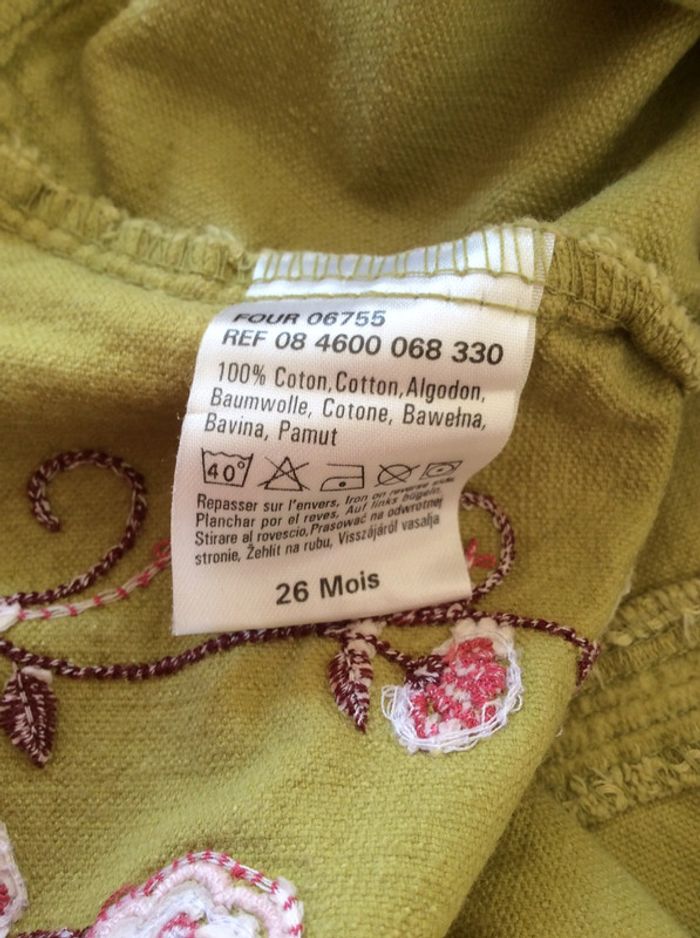 FOUR 06755
REF 08 4600 068 330
100% Coton, Cotton, Algodon,
Baumwolle, Cotone, Bawełna,
Bavina, Pamut
40°
Repasser sur l'envers, Iron on reverse side,
Planchar por el reves, Auf links bügeln,
Stirare al rovescio, Prasować na odwrotnej
stronie, Žehlit na rubu, Visszájáról vasalja
26 Mois